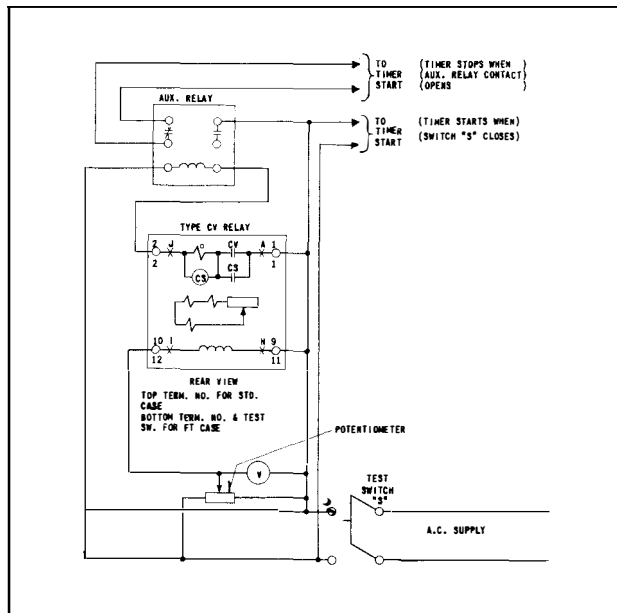 TO (TIMER STOPS WHEN
TIMER (AUX. RELAY CONTACT
START (OPENS
AUX. RELAY
TO (TIMER STARTS WHEN)
TIMER
START (SWITCH "S" CLOSES)
TYPE CV RELAY
2 J O CV A 1
2 CS CS 1
10 I H 9
12 11
REAR VIEW
TOP TERM. NO. FOR STD.
CASE
BOTTOM TERM. NO. & TEST
SW. FOR FT CASE
POTENTIOMETER
V
TEST
SWITCH
"S"
A.C. SUPPLY